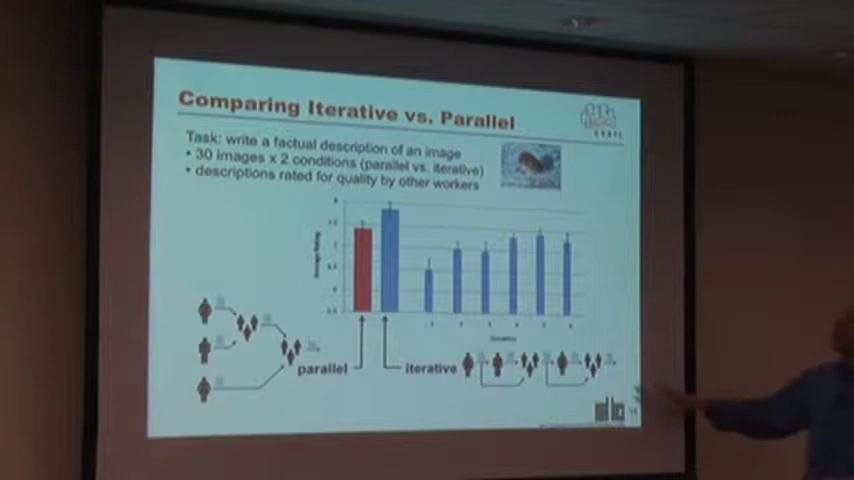 Comparing Iterative vs. Parallel
Task: write a factual description of an image
• 30 images x 2 conditions (parallel vs. iterative)
• descriptions rated for quality by other workers
parallel
iterative